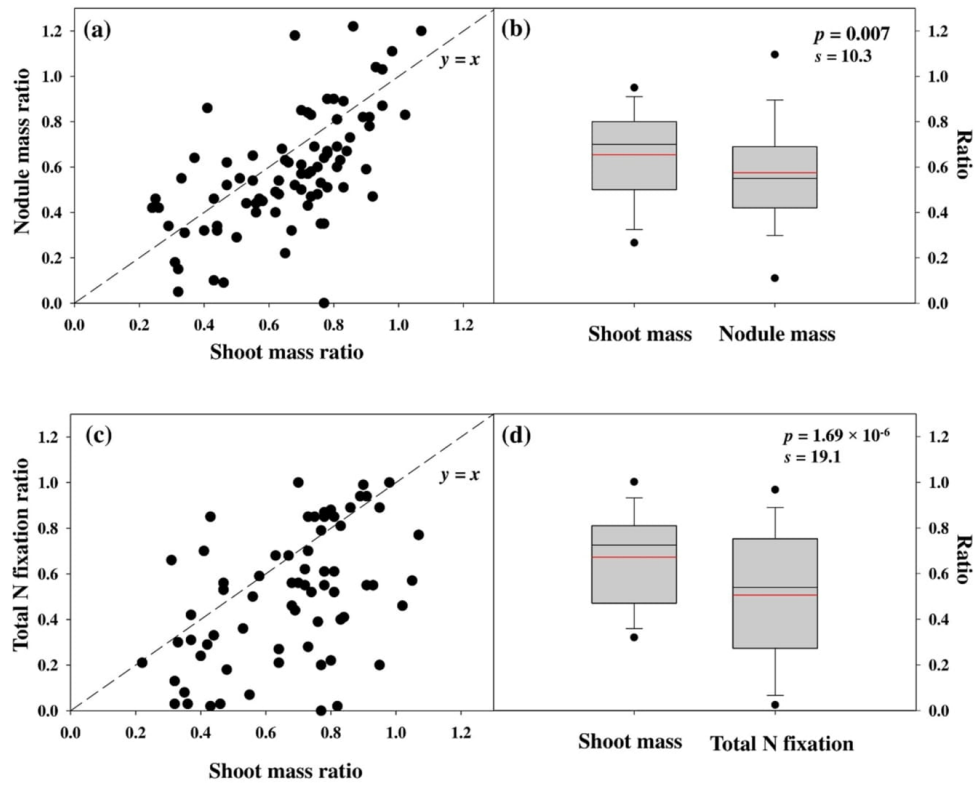 (a)
y = x
Nodule mass ratio
0.0
0.2
0.4
0.6
0.8
1.0
1.2
0.0 0.2 0.4 0.6 0.8 1.0 1.2
Shoot mass ratio
(b)
p = 0.007
s = 10.3
1.2
1.0
0.8
0.6
0.4
0.2
0.0
Ratio
Shoot mass Nodule mass
(c)
y = x
Total N fixation ratio
1.2
1.0
0.8
0.6
0.4
0.2
0.0
0.0 0.2 0.4 0.6 0.8 1.0 1.2
Shoot mass ratio
(d)
p = 1.69 × 10⁻⁶
s = 19.1
1.2
1.0
0.8
0.6
0.4
0.2
0.0
Ratio
Shoot mass Total N fixation